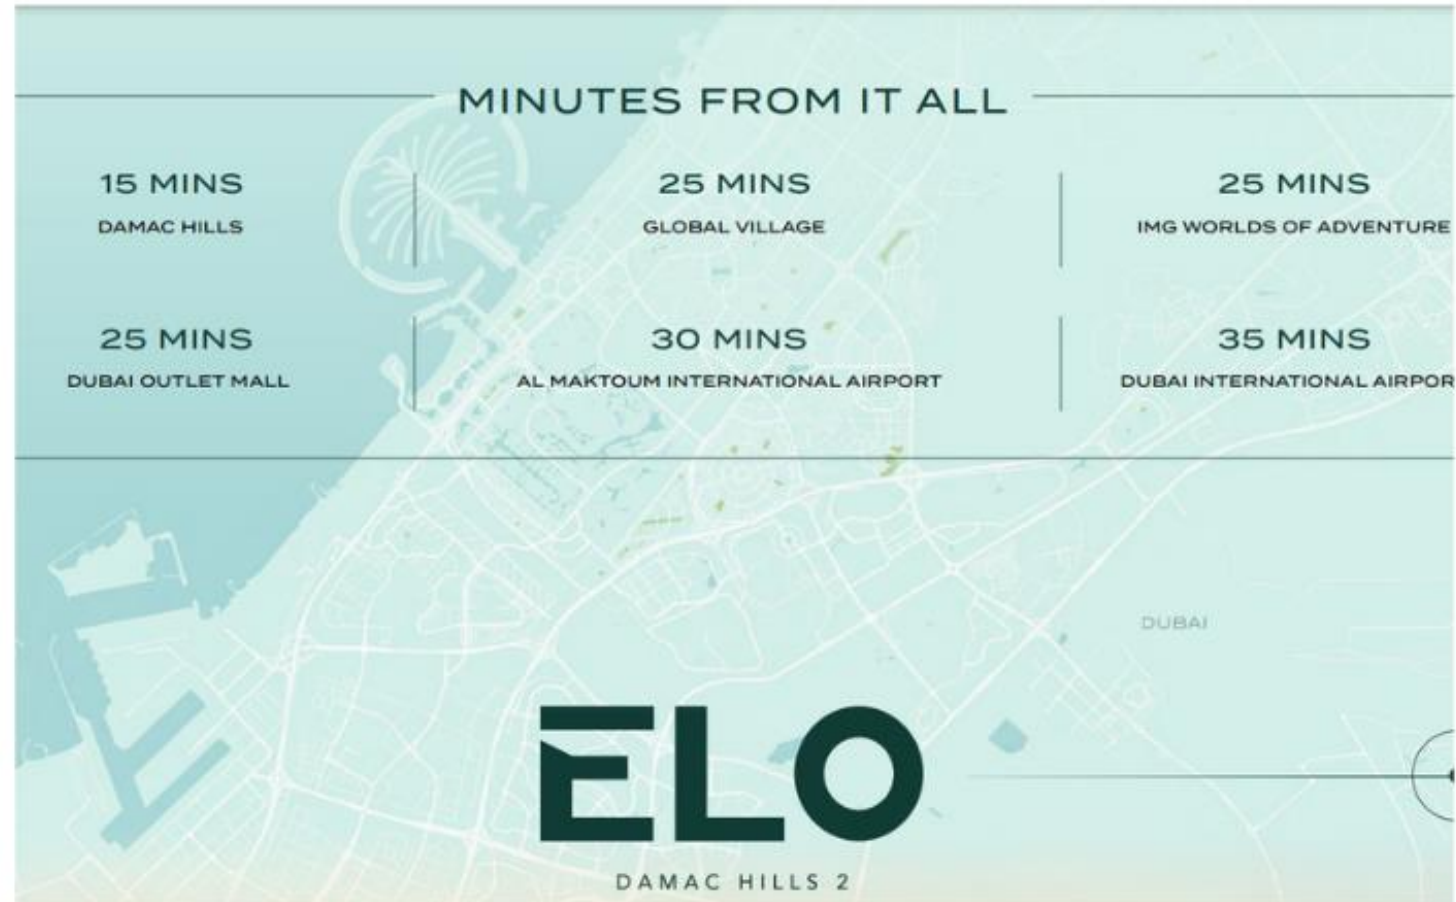 MINUTES FROM IT ALL
15 MINS
DAMAC HILLS
25 MINS
GLOBAL VILLAGE
25 MINS
IMG WORLDS OF ADVENTURE
25 MINS
DUBAI OUTLET MALL
30 MINS
AL MAKTOUM INTERNATIONAL AIRPORT
35 MINS
DUBAI INTERNATIONAL AIRPOR
DUBAI
ELO
DAMAC HILLS 2